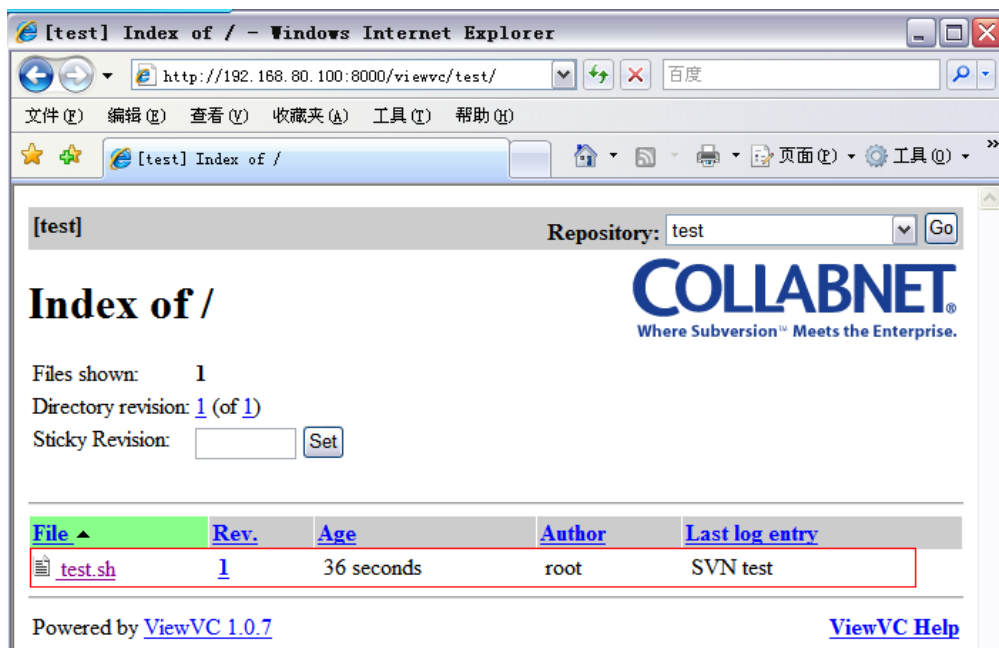 [test] Index of / - Windows Internet Explorer
http://192.168.80.100:8000/viewvc/test/ 百度
文件(F) 编辑(E) 查看(V) 收藏夹(A) 工具(T) 帮助(H)
[test] Index of / 页面(P) 工具(O) »
[test] Repository: test Go
COLLABNET®
Where Subversion™ Meets the Enterprise.
Index of /
Files shown: 1
Directory revision: 1 (of 1)
Sticky Revision: Set
File Rev. Age Author Last log entry
test.sh 1 36 seconds root SVN test
Powered by ViewVC 1.0.7 ViewVC Help